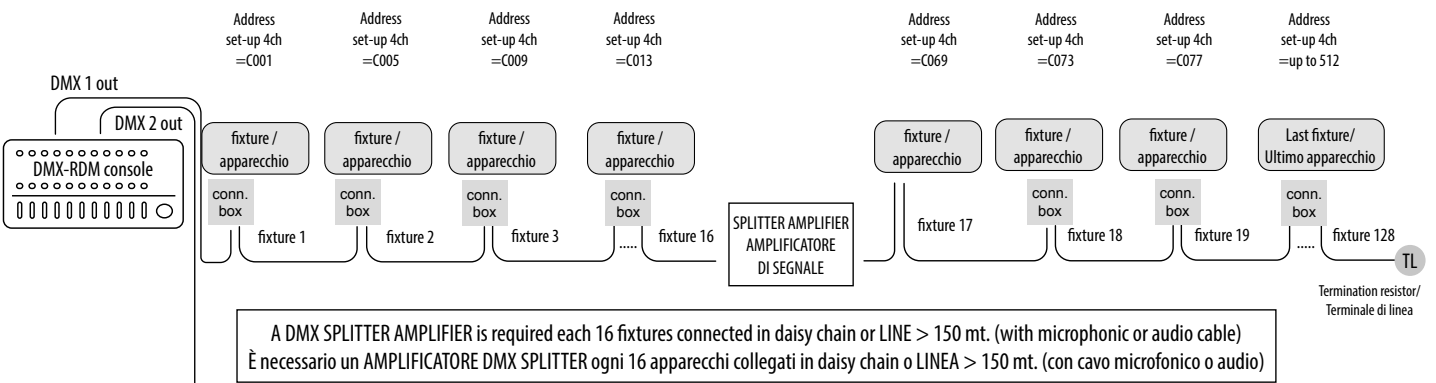 Address
set-up 4ch
=C001
Address
set-up 4ch
=C005
Address
set-up 4ch
=C009
Address
set-up 4ch
=C013
Address
set-up 4ch
=C069
Address
set-up 4ch
=C073
Address
set-up 4ch
=C077
Address
set-up 4ch
=up to 512
DMX 1 out
DMX 2 out
DMX-RDM console
fixture /
apparecchio
fixture /
apparecchio
fixture /
apparecchio
fixture /
apparecchio
fixture /
apparecchio
fixture /
apparecchio
fixture /
apparecchio
Last fixture/
Ultimo apparecchio
conn.
box
conn.
box
conn.
box
conn.
box
conn.
box
conn.
box
conn.
box
fixture 1
fixture 2
fixture 3
.....
fixture 16
SPLITTER AMPLIFIER
AMPLIFICATORE
DI SEGNALE
fixture 17
fixture 18
fixture 19
.....
fixture 128
TL
Termination resistor/
Terminale di linea
A DMX SPLITTER AMPLIFIER is required each 16 fixtures connected in daisy chain or LINE > 150 mt. (with microphonic or audio cable)
È necessario un AMPLIFICATORE DMX SPLITTER ogni 16 apparecchi collegati in daisy chain o LINEA > 150 mt. (con cavo microfonico o audio)